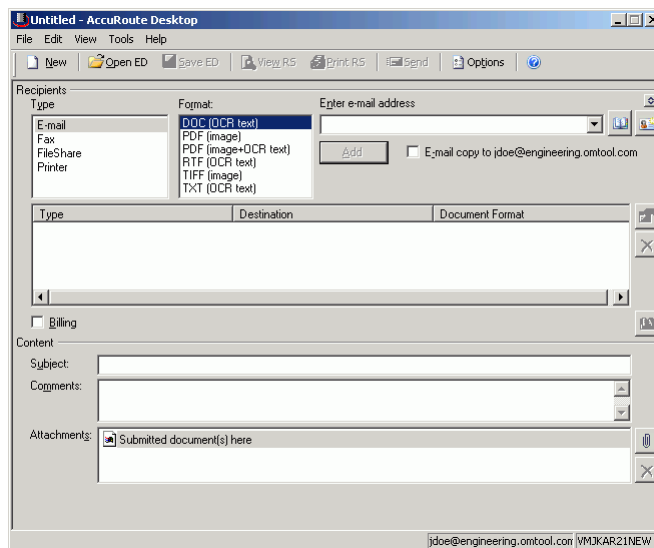 Untitled - AccuRoute Desktop
File Edit View Tools Help
New Open ED Save ED View RS Print RS Send Options
Recipients
Type Format: Enter e-mail address
E-mail
Fax
FileShare
Printer
DOC (OCR text)
PDF (image)
PDF (image+OCR text)
RTF (OCR text)
TIFF (image)
TXT (OCR text)
Add E-mail copy to jdoe@engineering.omtool.com
Type Destination Document Format
Billing
Content
Subject:
Comments:
Attachments: Submitted document(s) here
jdoe@engineering.omtool.com VMJKAR21NEW